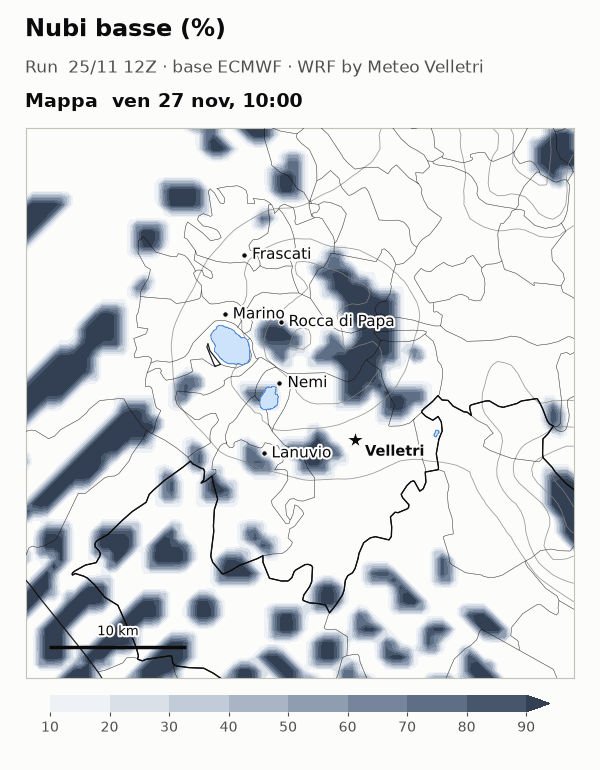 Nubi basse (%)
Run  25/11 12Z · base ECMWF · WRF by Meteo Velletri
Mappa  ven 27 nov, 10:00
Frascati
Marino
Rocca di Papa
Nemi
Velletri
Lanuvio
10 km
10 20 30 40 50 60 70 80 90